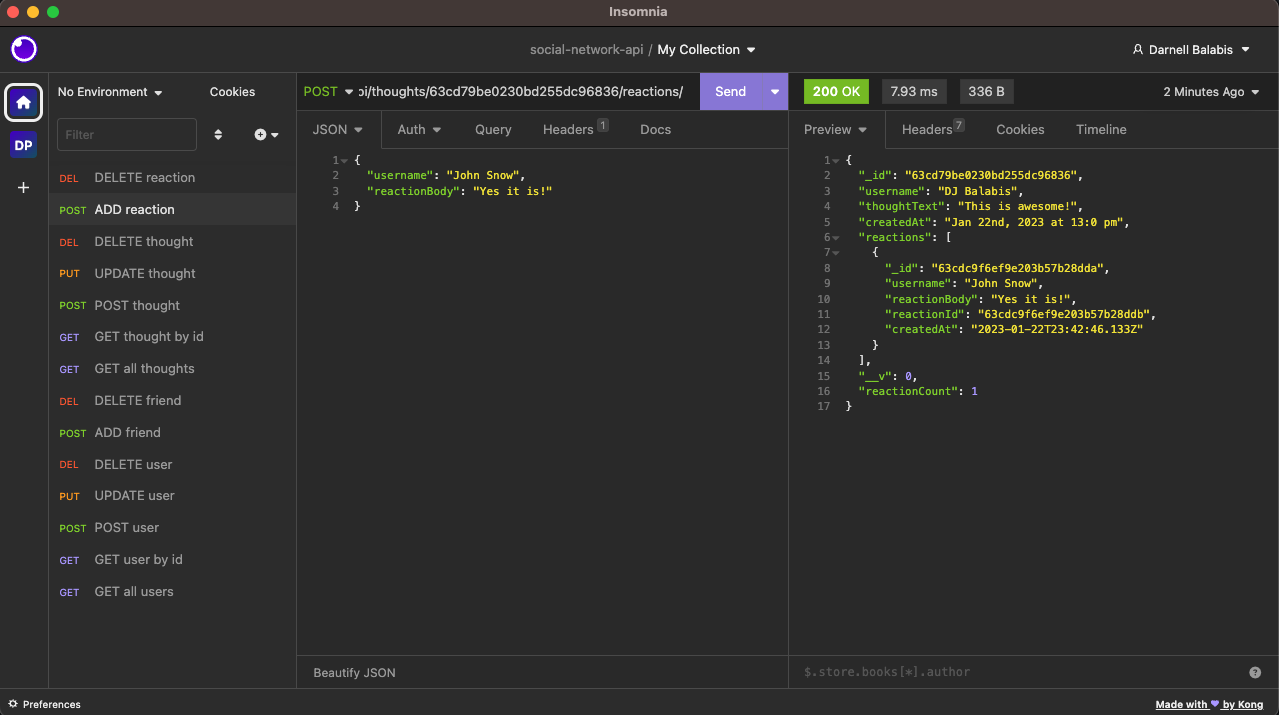 Insomnia
social-network-api / My Collection
Darnell Balabis
DP
No Environment
Cookies
Filter
DEL DELETE reaction
POST ADD reaction
DEL DELETE thought
PUT UPDATE thought
POST POST thought
GET GET thought by id
GET GET all thoughts
DEL DELETE friend
POST ADD friend
DEL DELETE user
PUT UPDATE user
POST POST user
GET GET user by id
GET GET all users
POST pi/thoughts/63cd79be0230bd255dc96836/reactions/ Send
JSON Auth Query Headers 1 Docs
1 {
2 "username": "John Snow",
3 "reactionBody": "Yes it is!"
4 }
Beautify JSON
200 OK 7.93 ms 336 B 2 Minutes Ago
Preview Headers 7 Cookies Timeline
1 {
2 "_id": "63cd79be0230bd255dc96836",
3 "username": "DJ Balabis",
4 "thoughtText": "This is awesome!",
5 "createdAt": "Jan 22nd, 2023 at 13:0 pm",
6 "reactions": [
7 {
8 "_id": "63cdc9f6ef9e203b57b28dda",
9 "username": "John Snow",
10 "reactionBody": "Yes it is!",
11 "reactionId": "63cdc9f6ef9e203b57b28ddb",
12 "createdAt": "2023-01-22T23:42:46.133Z"
13 }
14 ],
15 "__v": 0,
16 "reactionCount": 1
17 }
$.store.books[*].author
Preferences
Made with 💜 by Kong